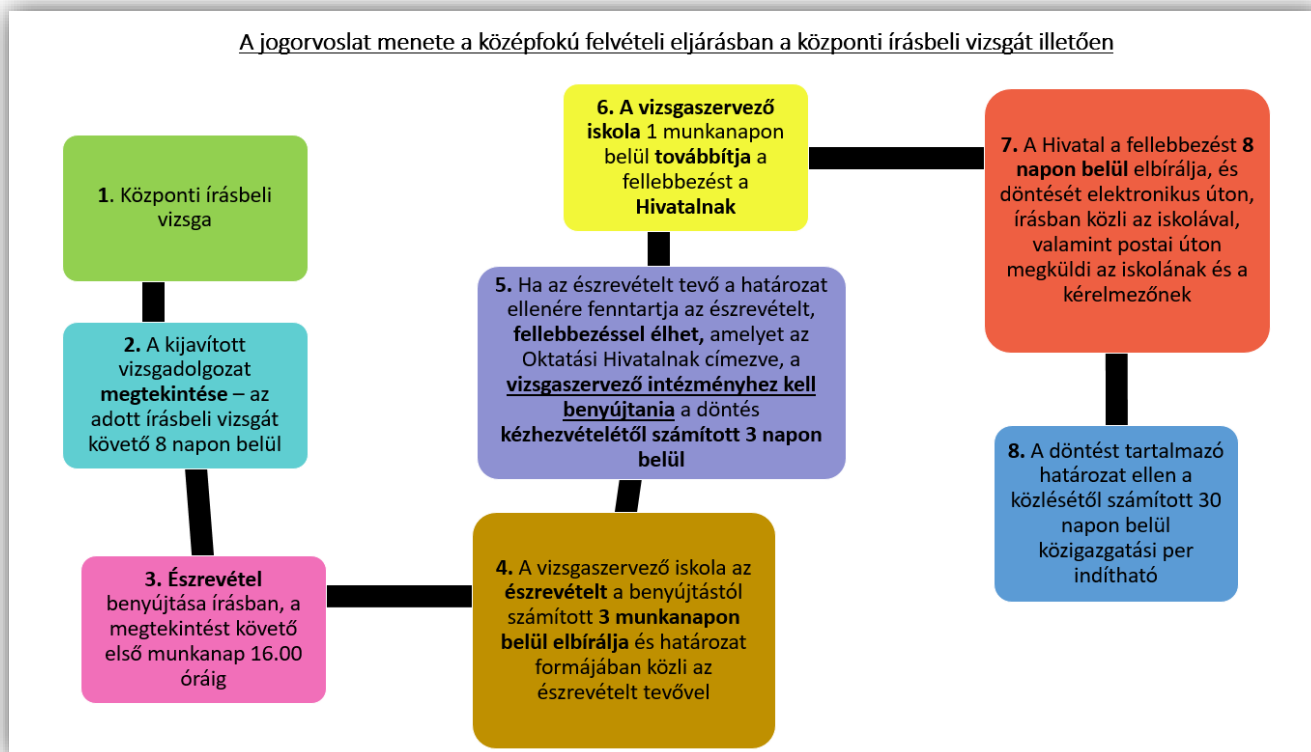 A jogorvoslat menete a középfokú felvételi eljárásban a központi írásbeli vizsgát illetően
1. Központi írásbeli
vizsga
2. A kijavított
vizsgadolgozat
megtekintése – az
adott írásbeli vizsgát
követő 8 napon belül
3. Észrevétel
benyújtása írásban, a
megtekintést követő
első munkanap 16.00
óráig
4. A vizsgaszervező iskola az
észrevételt a benyújtástól
számított 3 munkanapon
belül elbírálja és határozat
formájában közli az
észrevételt tevővel
5. Ha az észrevételt tevő a határozat
ellenére fenntartja az észrevételt,
fellebbezéssel élhet, amelyet az
Oktatási Hivatalnak címezve, a
vizsgaszervező intézményhez kell
benyújtania a döntés
kézhezvételétől számított 3 napon
belül
6. A vizsgaszervező
iskola 1 munkanapon
belül továbbítja a
fellebbezést a
Hivatalnak
7. A Hivatal a fellebbezést 8
napon belül elbírálja, és
döntését elektronikus úton,
írásban közli az iskolával,
valamint postai úton
megküldi az iskolának és a
kérelmezőnek
8. A döntést tartalmazó
határozat ellen a
közlésétől számított 30
napon belül
közigazgatási per
indítható